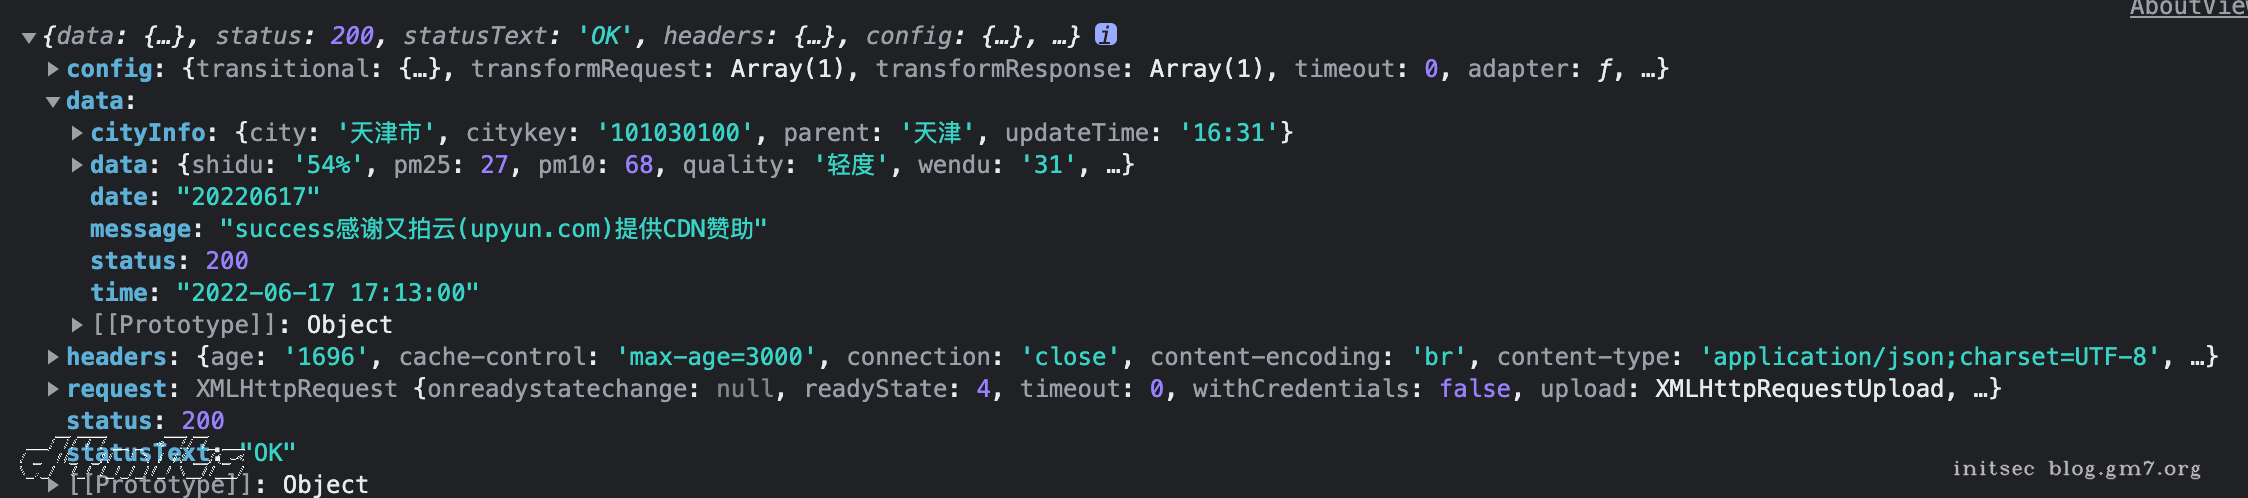 AboutView
{data: {…}, status: 200, statusText: 'OK', headers: {…}, config: {…}, …} i
config: {transitional: {…}, transformRequest: Array(1), transformResponse: Array(1), timeout: 0, adapter: ƒ, …}
data:
cityInfo: {city: '天津市', citykey: '101030100', parent: '天津', updateTime: '16:31'}
data: {shidu: '54%', pm25: 27, pm10: 68, quality: '轻度', wendu: '31', …}
date: "20220617"
message: "success感谢又拍云(upyun.com)提供CDN赞助"
status: 200
time: "2022-06-17 17:13:00"
[[Prototype]]: Object
headers: {age: '1696', cache-control: 'max-age=3000', connection: 'close', content-encoding: 'br', content-type: 'application/json;charset=UTF-8', …}
request: XMLHttpRequest {onreadystatechange: null, readyState: 4, timeout: 0, withCredentials: false, upload: XMLHttpRequestUpload, …}
status: 200
statusText: "OK"
[[Prototype]]: Object
initsec blog.gm7.org